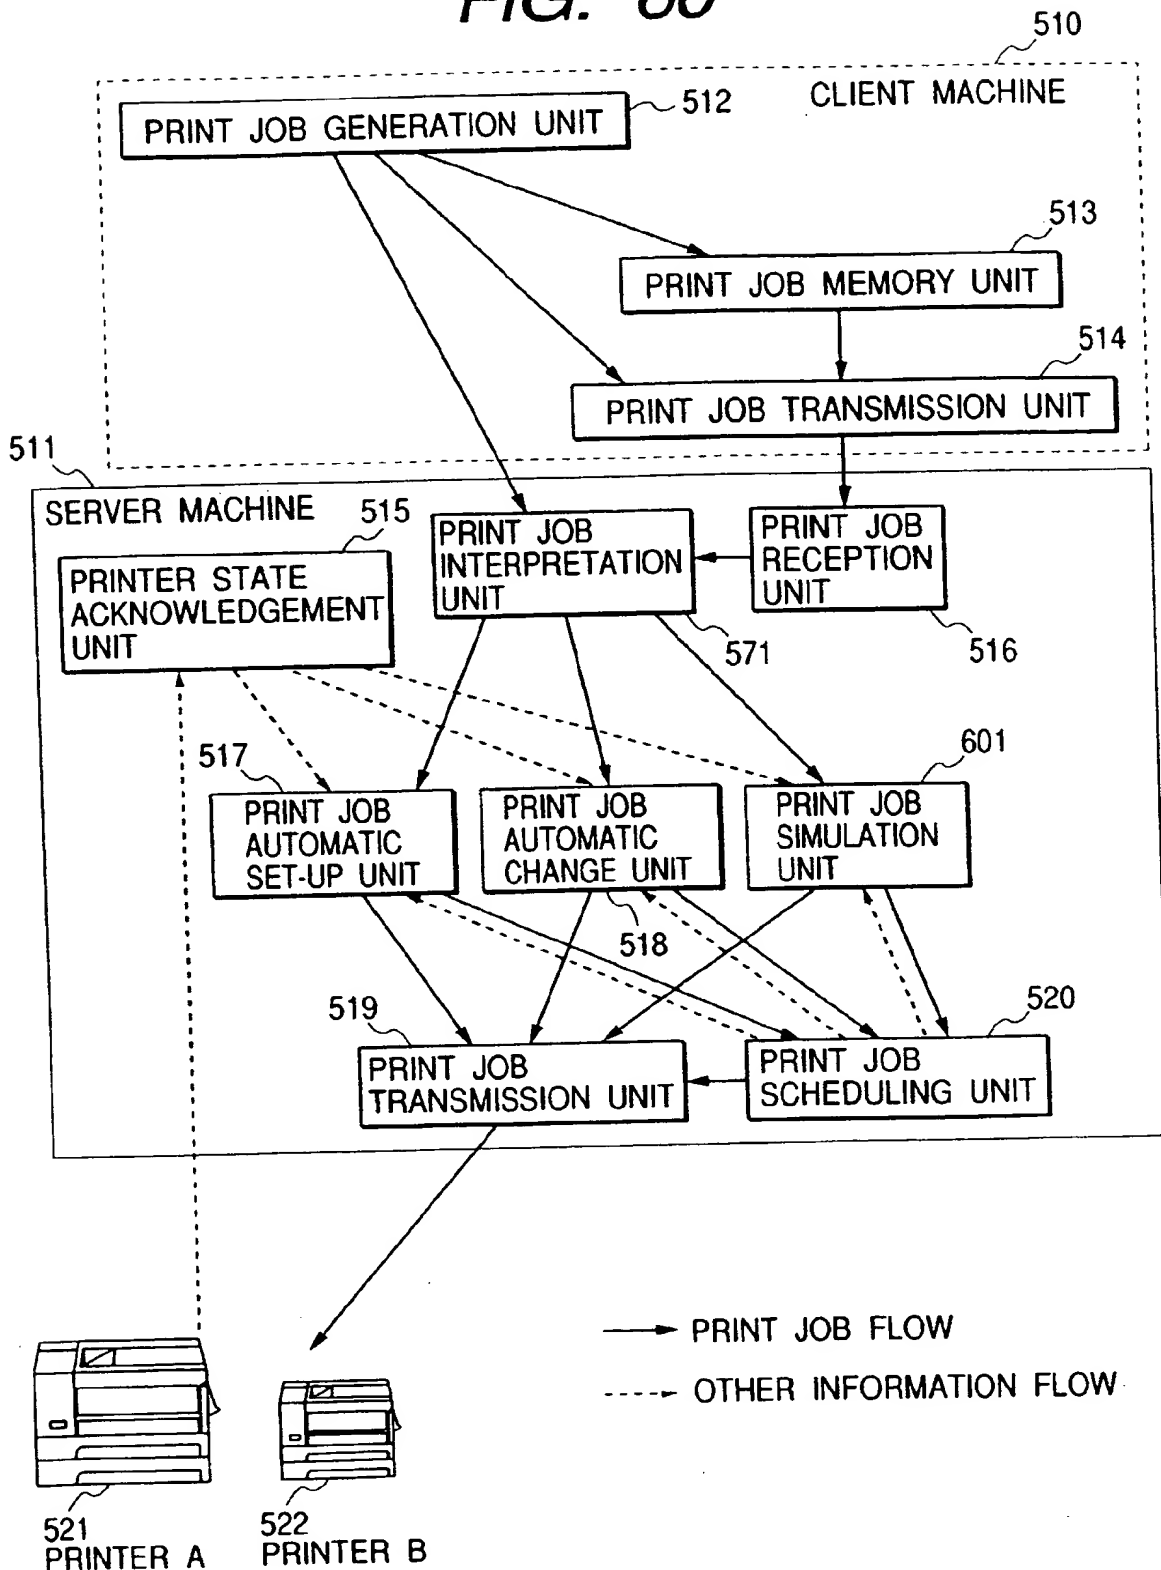 FIG. 60
510
CLIENT MACHINE
PRINT JOB GENERATION UNIT
512
513
PRINT JOB MEMORY UNIT
514
PRINT JOB TRANSMISSION UNIT
511
SERVER MACHINE
515
PRINTER STATE
ACKNOWLEDGEMENT
UNIT
PRINT JOB
INTERPRETATION
UNIT
571
PRINT JOB
RECEPTION
UNIT
516
517
PRINT JOB
AUTOMATIC
SET-UP UNIT
PRINT JOB
AUTOMATIC
CHANGE UNIT
518
601
PRINT JOB
SIMULATION
UNIT
519
PRINT JOB
TRANSMISSION UNIT
520
PRINT JOB
SCHEDULING UNIT
PRINT JOB FLOW
OTHER INFORMATION FLOW
521
PRINTER A
522
PRINTER B